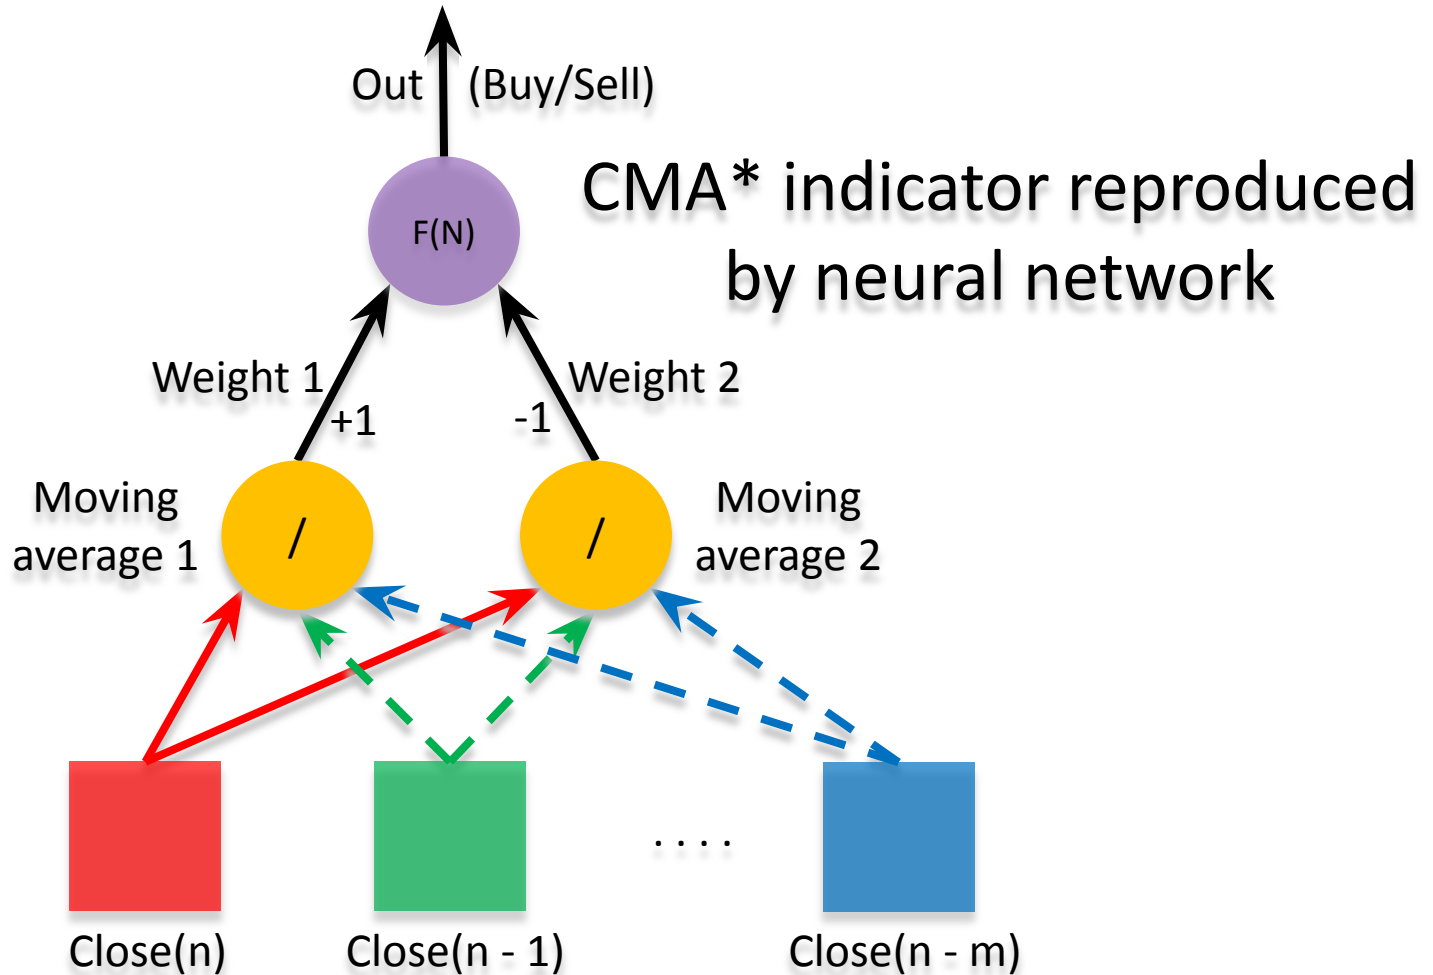 Out (Buy/Sell)
CMA* indicator reproduced
by neural network
F(N)
Weight 1
+1
Weight 2
-1
Moving
average 1
/
/
Moving
average 2
. . . .
Close(n)
Close(n - 1)
Close(n - m)